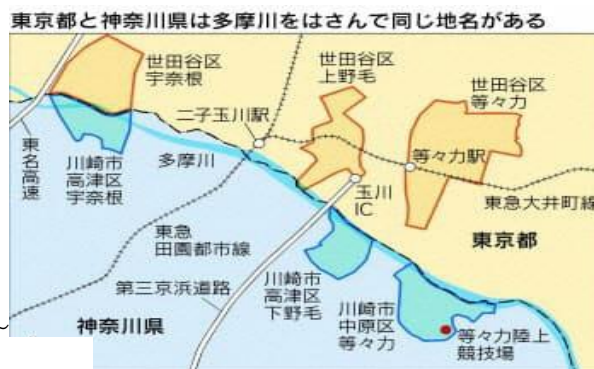 東京都と神奈川県は多摩川をはさんで同じ地名がある
世田谷区
宇奈根
世田谷区
上野毛
世田谷区
等々力
二子玉川駅
等々力駅
東名高速
川崎市
高津区
宇奈根
多摩川
玉川
IC
東急大井町線
東急
田園都市線
東京都
第三京浜道路
川崎市
高津区
下野毛
川崎市
中原区
等々力
神奈川県
等々力陸上
競技場